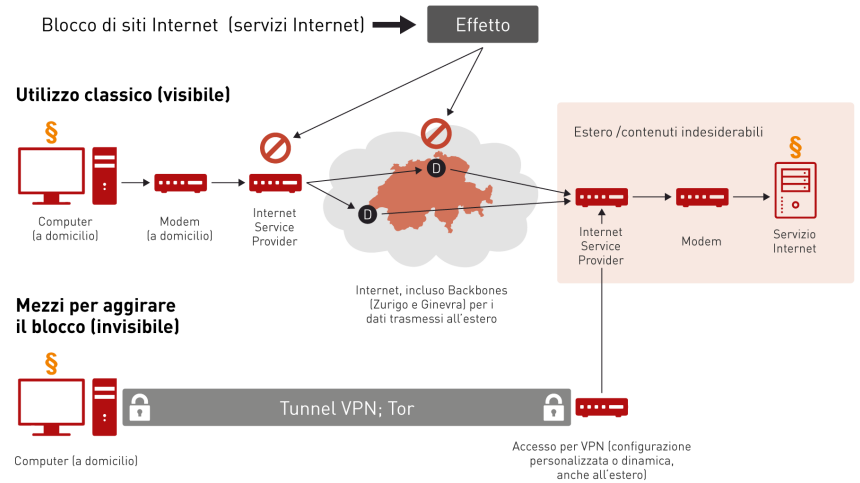 Blocco di siti Internet (servizi Internet)
Effetto
Utilizzo classico (visibile)
§
Computer
(a domicilio)
Modem
(a domicilio)
Internet
Service
Provider
D
D
Internet, incluso Backbones
(Zurigo e Ginevra) per i
dati trasmessi all'estero
Estero /contenuti indesiderabili
§
Internet
Service
Provider
Modem
Servizio
Internet
Mezzi per aggirare
il blocco (invisibile)
§
Computer (a domicilio)
Tunnel VPN; Tor
Accesso per VPN (configurazione
personalizzata o dinamica,
anche all'estero)